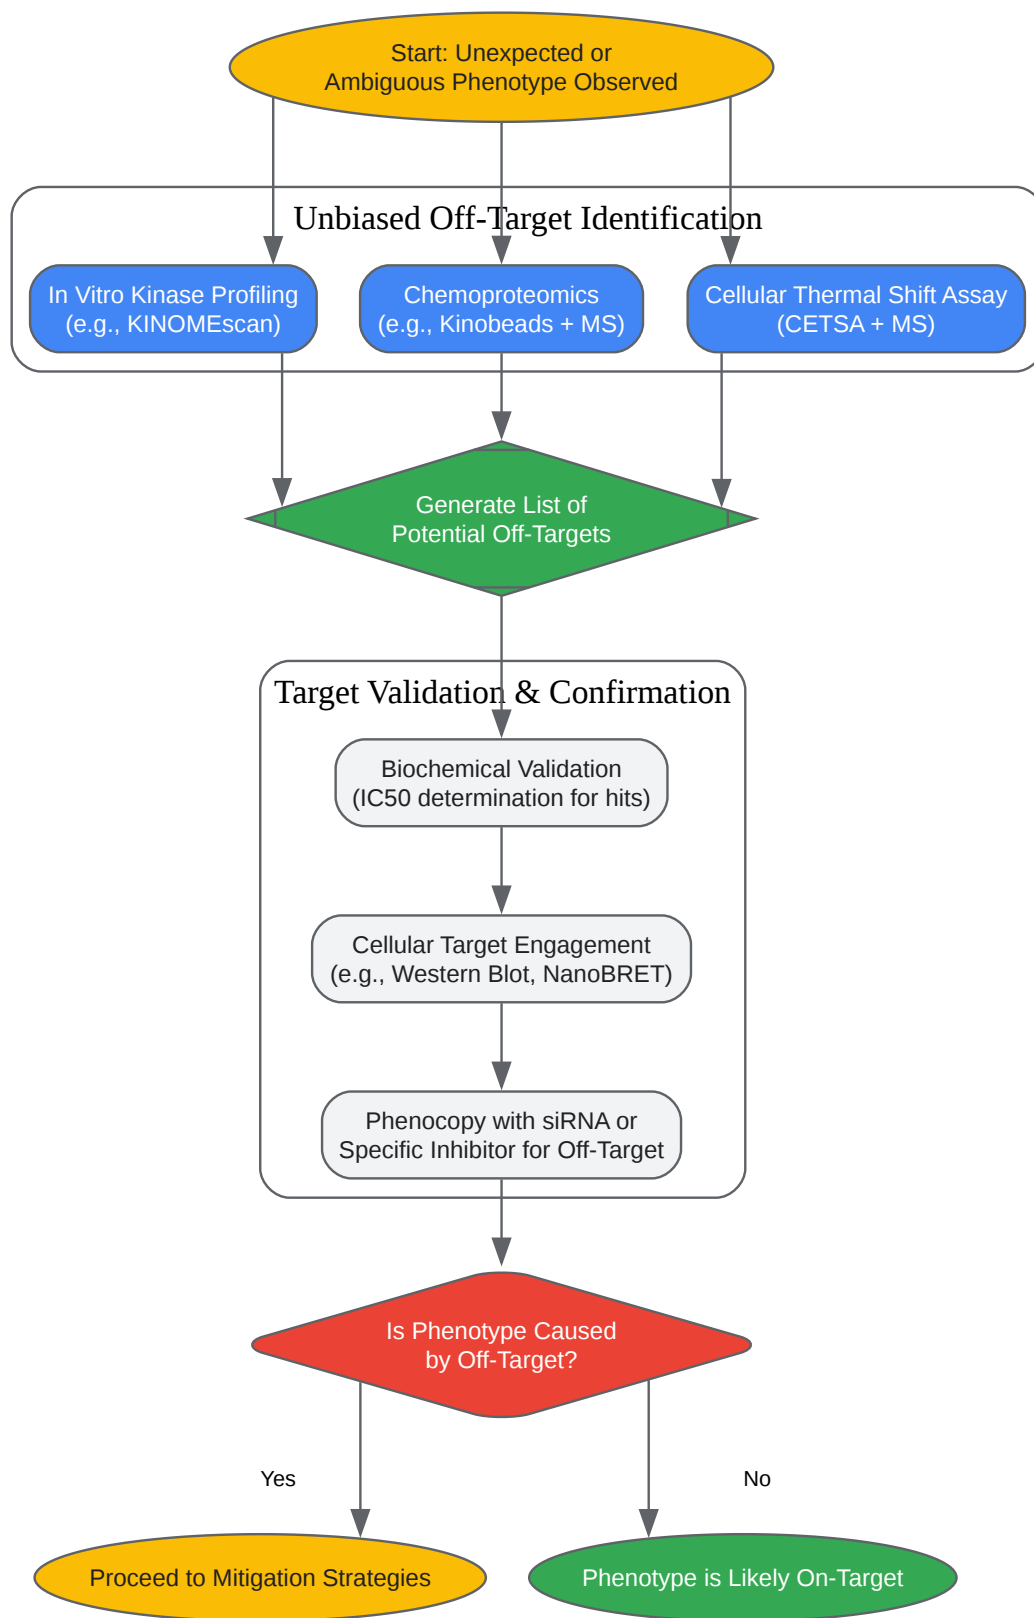 Start: Unexpected or
Ambiguous Phenotype Observed
Unbiased Off-Target Identification
In Vitro Kinase Profiling
(e.g., KINOMEscan)
Chemoproteomics
(e.g., Kinobeads + MS)
Cellular Thermal Shift Assay
(CETSA + MS)
Generate List of
Potential Off-Targets
Target Validation & Confirmation
Biochemical Validation
(IC50 determination for hits)
Cellular Target Engagement
(e.g., Western Blot, NanoBRET)
Phenocopy with siRNA or
Specific Inhibitor for Off-Target
Is Phenotype Caused
by Off-Target?
Yes
No
Proceed to Mitigation Strategies
Phenotype is Likely On-Target